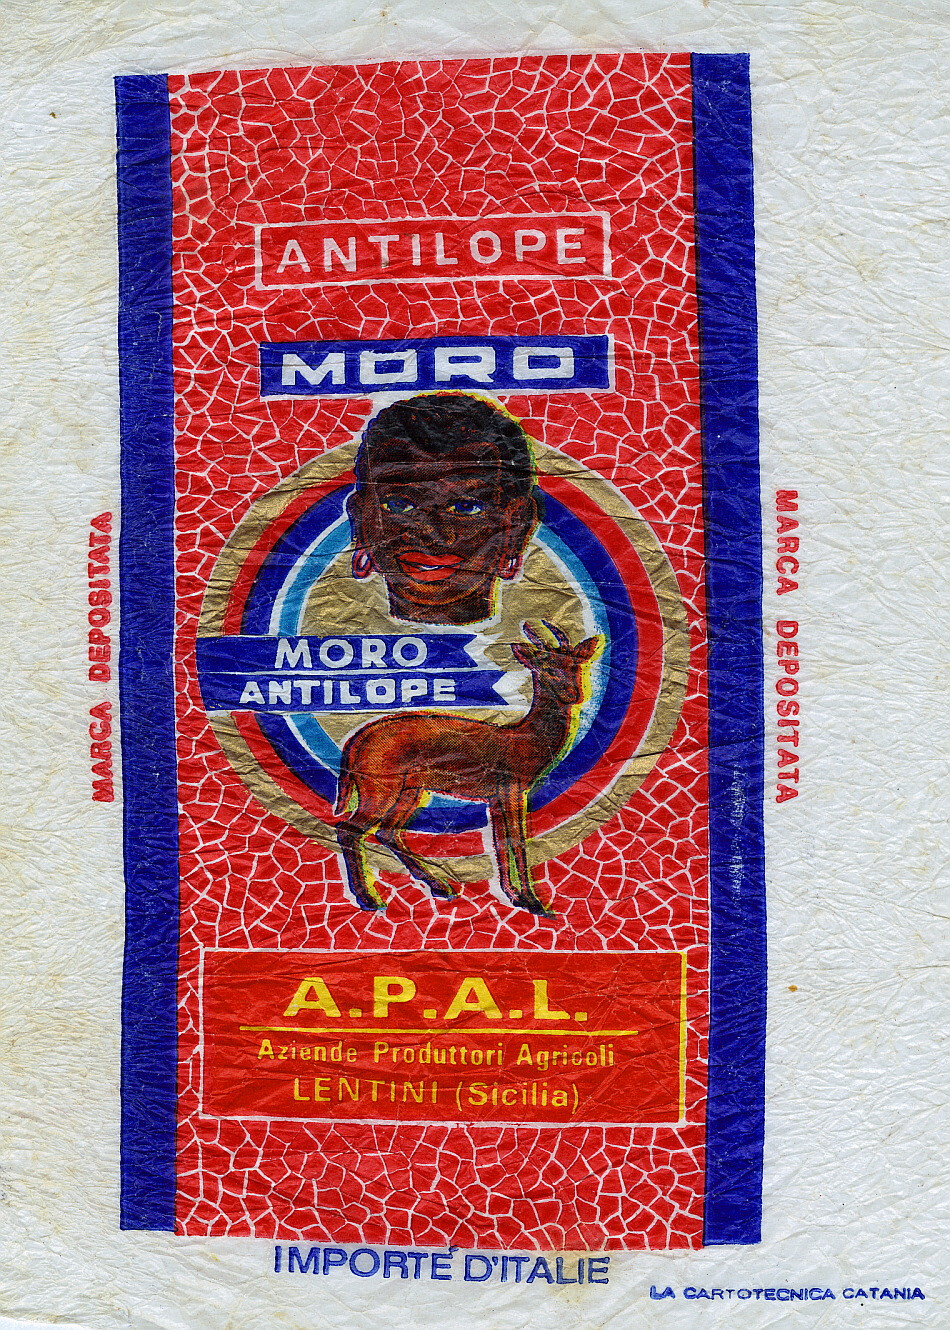 ANTILOPE
MORO
MORO
ANTILOPE
MARCA DEPOSITATA
MARCA DEPOSITATA
A.P.A.L.
Aziende Produttori Agricoli
LENTINI (Sicilia)
IMPORTÉ D'ITALIE
LA CARTOTECNICA CATANIA